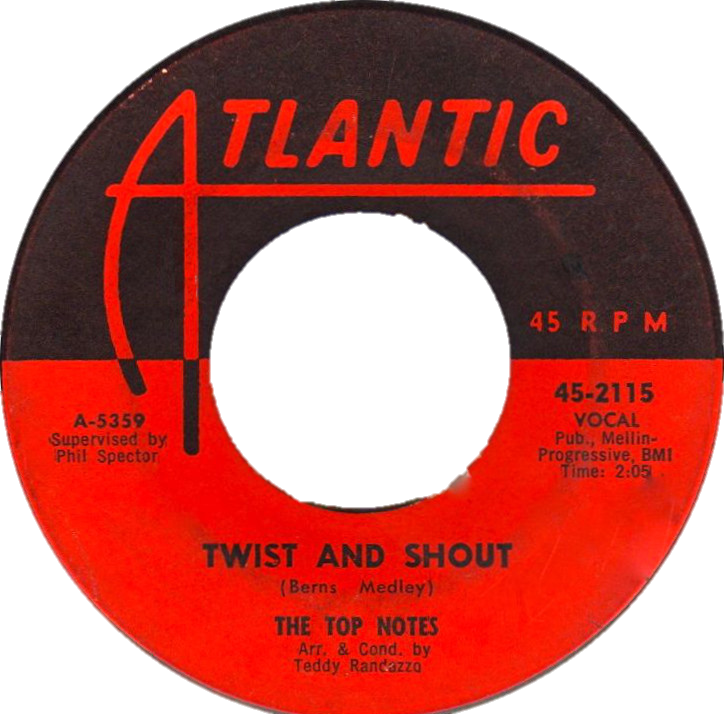 ATLANTIC
45 RPM
A-5359
Supervised by
Phil Spector
45-2115
VOCAL
Pub., Mellin-
Progressive, BMI
Time: 2:05
TWIST AND SHOUT
(Berns Medley)
THE TOP NOTES
Arr. & Cond. by
Teddy Randazzo